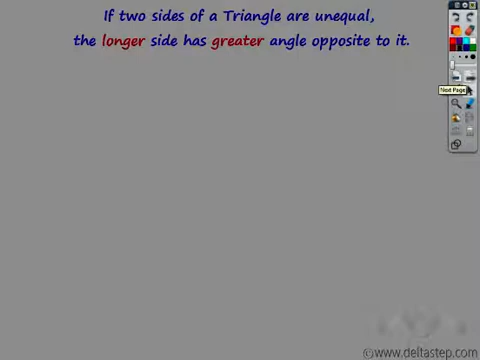 If two sides of a Triangle are unequal,
the longer side has greater angle opposite to it.
Next Page
©www.deltastep.com